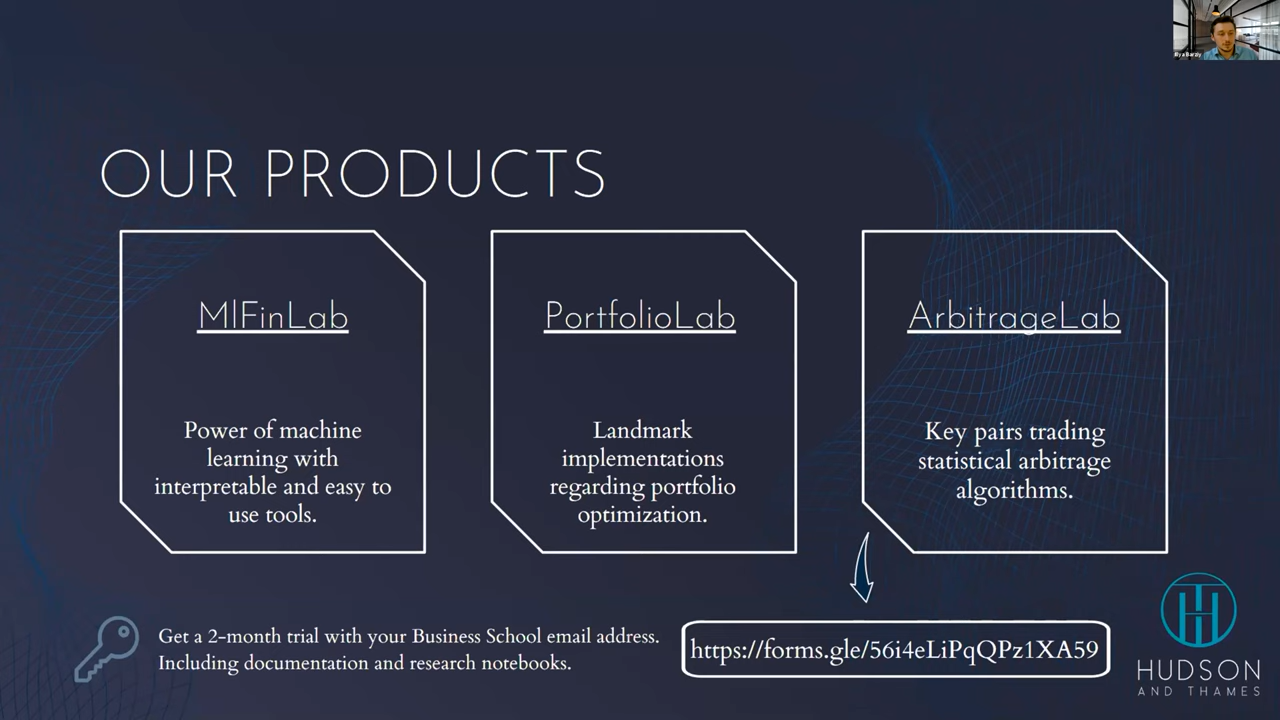 OUR PRODUCTS
MlFinLab
Power of machine
learning with
interpretable and easy to
use tools.
PortfolioLab
Landmark
implementations
regarding portfolio
optimization.
ArbitrageLab
Key pairs trading
statistical arbitrage
algorithms.
Get a 2-month trial with your Business School email address.
Including documentation and research notebooks.
https://forms.gle/56i4eLiPqQPz1XA59
HUDSON
AND THAMES